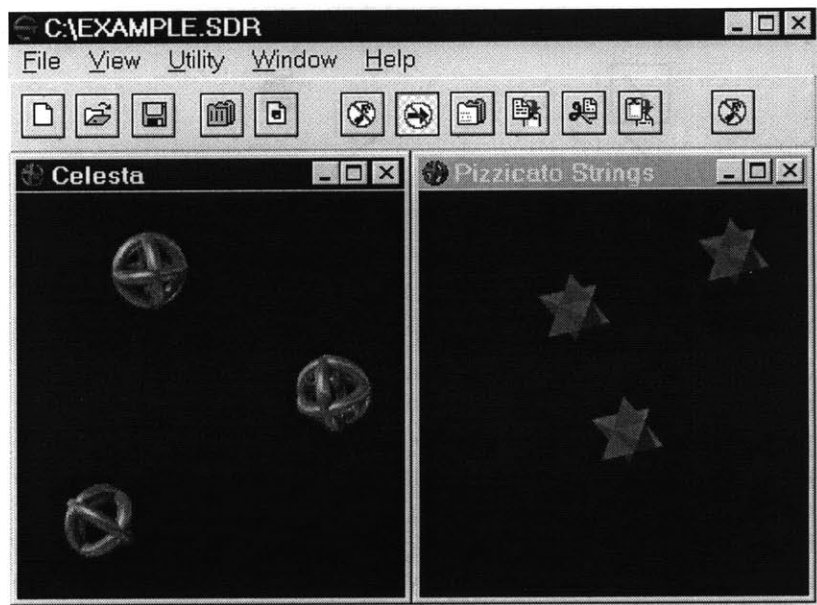 C:\EXAMPLE.SDR
File View Utility Window Help
Celesta
Pizzicato Strings